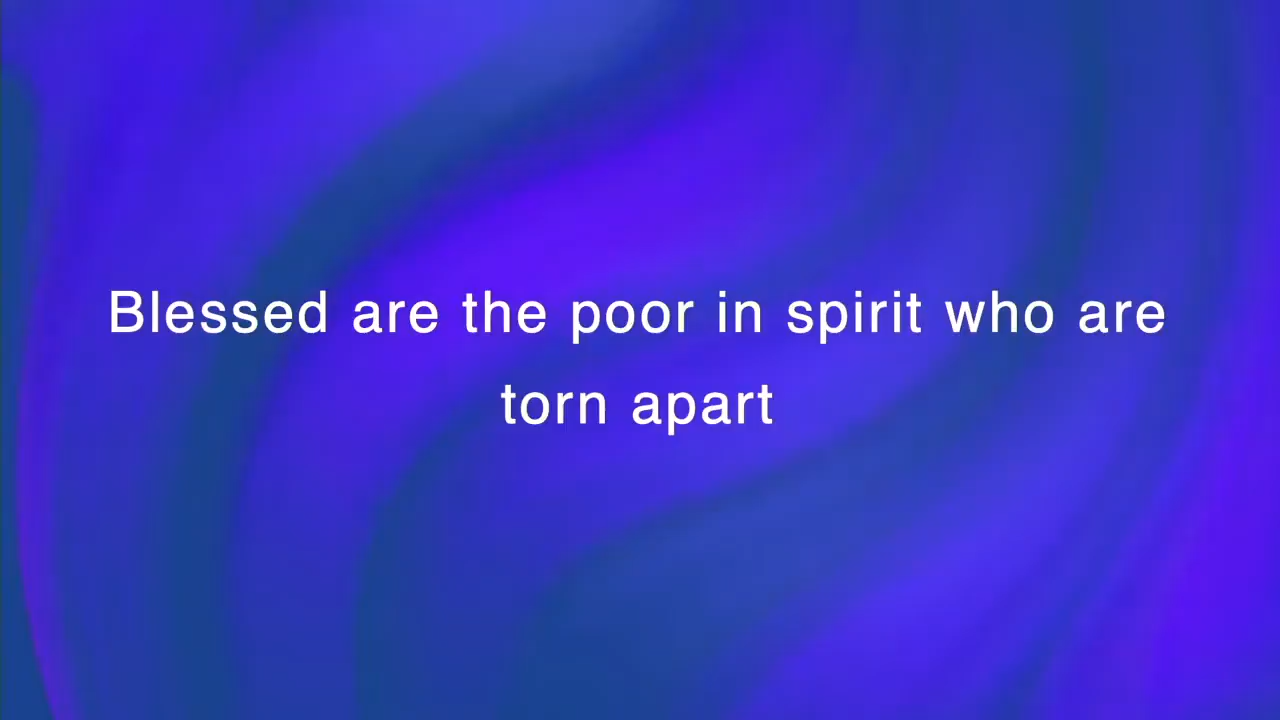 Blessed are the poor in spirit who are
torn apart